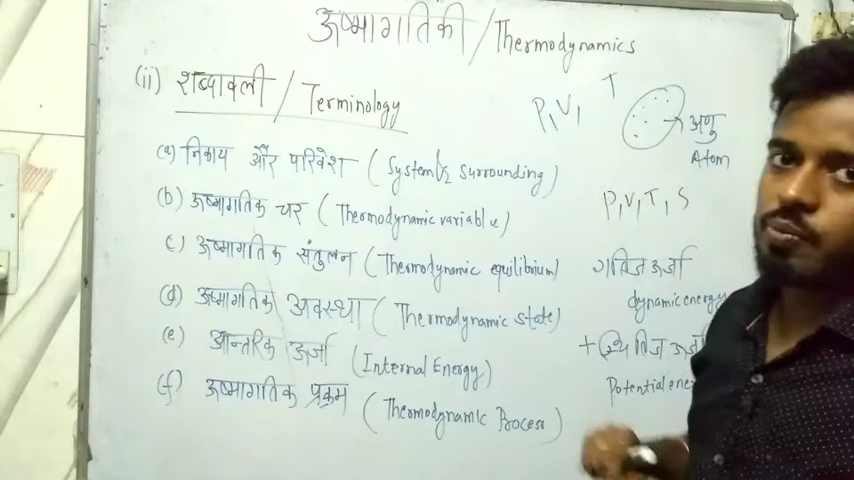 ऊष्मागतिकी / Thermodynamics
(ii) शब्दावली / Terminology
(a) निकाय और परिवेश (System & Surrounding)
(b) ऊष्मागतिक चर (Thermodynamic variable)
c) ऊष्मागतिक संतुलन (Thermodynamic equilibrium)
(d) ऊष्मागतिक अवस्था (Thermodynamic state)
(e) आन्तरिक ऊर्जा (Internal Energy)
(f) ऊष्मागतिक प्रक्रम (Thermodynamic Process)
P, V, T
अणु
Atom
P, V, T, S
गतिज ऊर्जा
dynamic energy
+ स्थितिज ऊर्जा
Potential ene